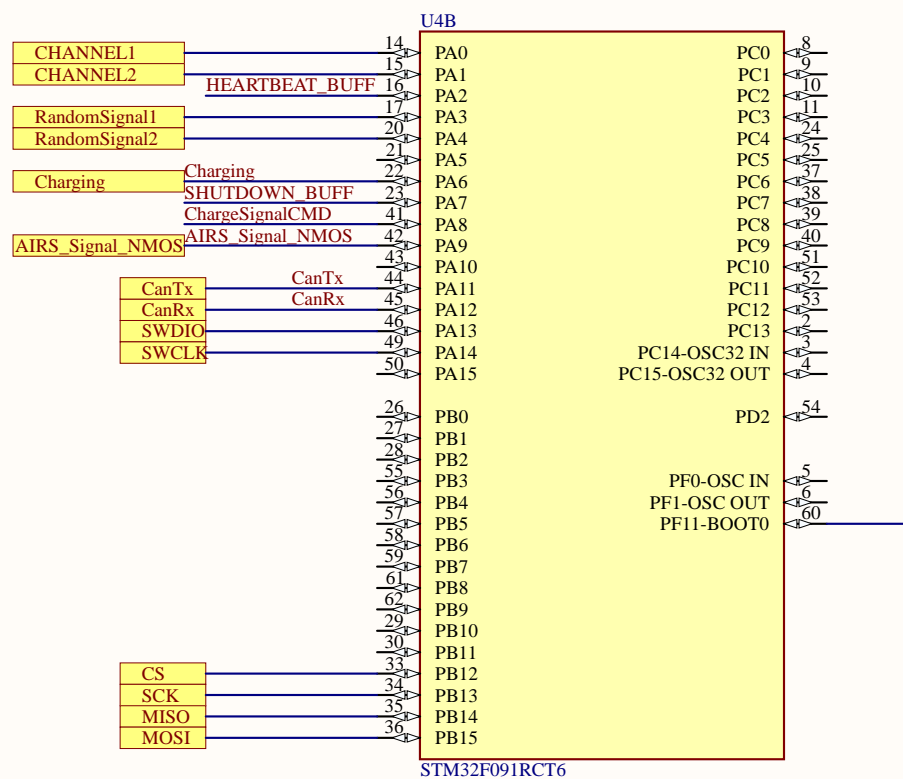 U4B
CHANNEL1 14 PA0 PC0 8
CHANNEL2 15 PA1 PC1 9
HEARTBEAT_BUFF 16 PA2 PC2 10
RandomSignal1 17 PA3 PC3 11
RandomSignal2 20 PA4 PC4 24
21 PA5 PC5 25
Charging Charging 22 PA6 PC6 37
SHUTDOWN_BUFF 23 PA7 PC7 38
ChargeSignalCMD 41 PA8 PC8 39
AIRS_Signal_NMOS AIRS_Signal_NMOS 42 PA9 PC9 40
43 PA10 PC10 51
CanTx CanTx 44 PA11 PC11 52
CanRx CanRx 45 PA12 PC12 53
SWDIO 46 PA13 PC13 2
SWCLK 49 PA14 PC14-OSC32 IN 3
50 PA15 PC15-OSC32 OUT 4
26 PB0 PD2 54
27 PB1
28 PB2
55 PB3 PF0-OSC IN 5
56 PB4 PF1-OSC OUT 6
57 PB5 PF11-BOOT0 60
58 PB6
59 PB7
61 PB8
62 PB9
29 PB10
30 PB11
CS 33 PB12
SCK 34 PB13
MISO 35 PB14
MOSI 36 PB15
STM32F091RCT6